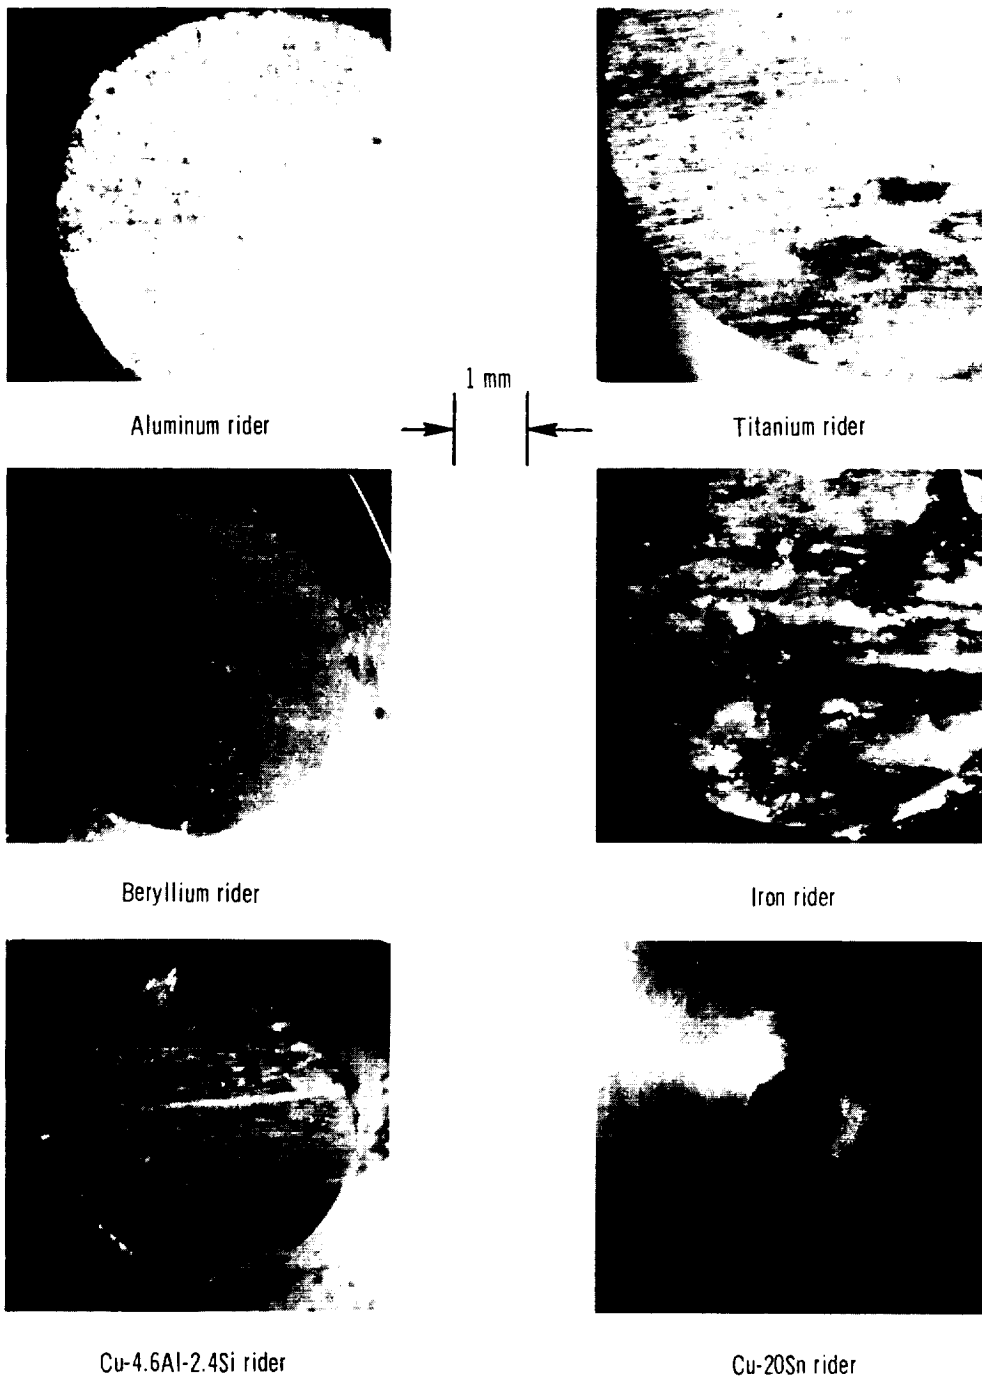 Aluminum rider
1 mm
Titanium rider
Beryllium rider
Iron rider
Cu-4.6Al-2.4Si rider
Cu-20Sn rider